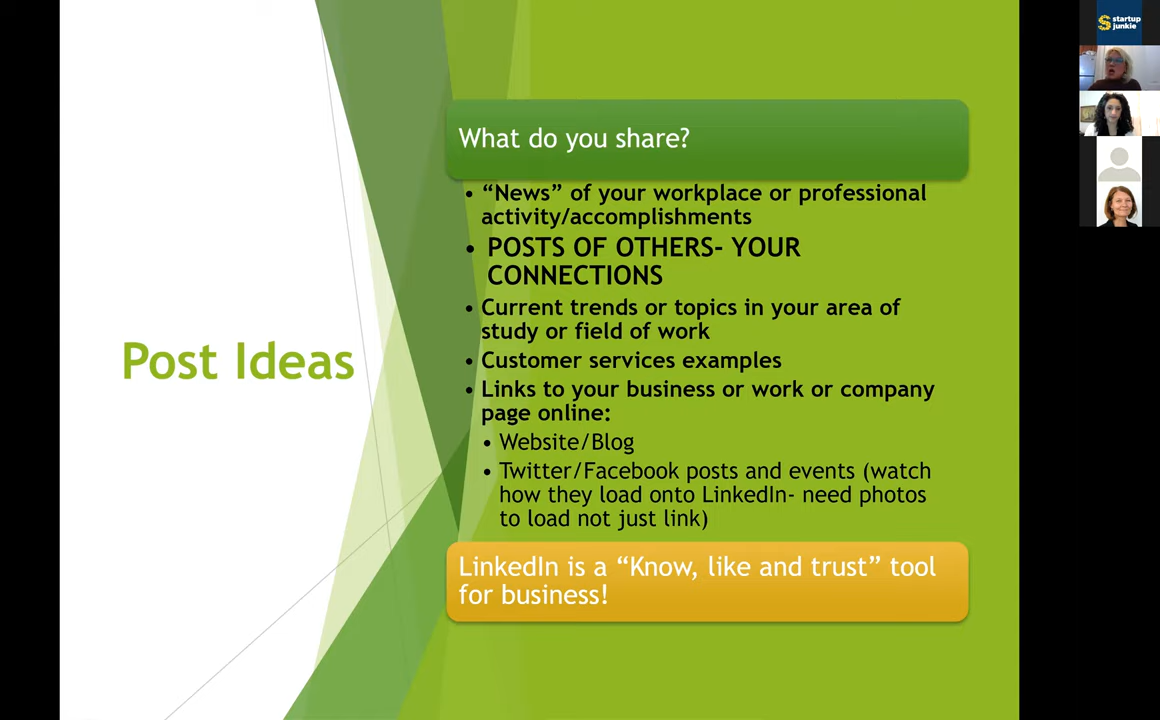 startup
junkie
What do you share?
• “News” of your workplace or professional
activity/accomplishments
• POSTS OF OTHERS- YOUR
CONNECTIONS
• Current trends or topics in your area of
study or field of work
• Customer services examples
• Links to your business or work or company
page online:
• Website/Blog
• Twitter/Facebook posts and events (watch
how they load onto LinkedIn- need photos
to load not just link)
Post Ideas
LinkedIn is a “Know, like and trust” tool
for business!